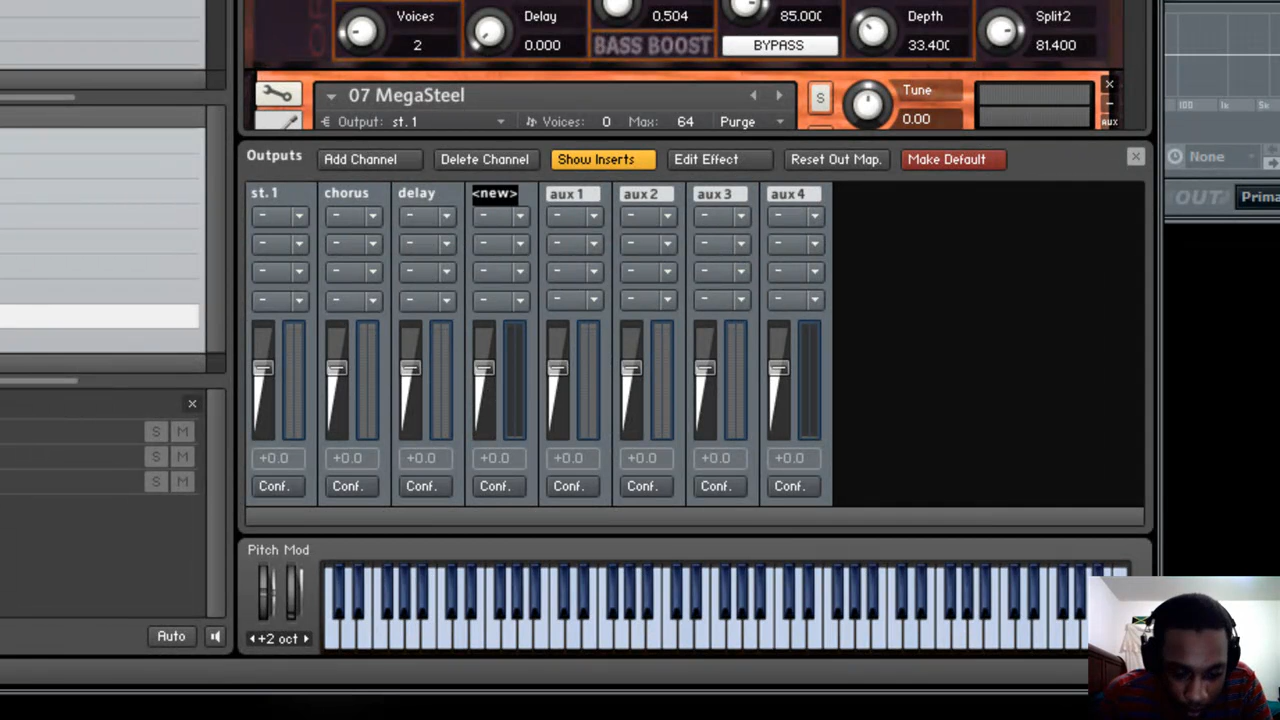 Voices 2
Delay 0.000
0.504
85.000
Depth 33.400
Split2 81.400
BASS BOOST
BYPASS
07 MegaSteel
S
Tune 0.00
Output: st.1
Voices: 0 Max: 64
Purge
aux
100 1k 5k
None
OUT
Prima
Outputs
Add Channel
Delete Channel
Show Inserts
Edit Effect
Reset Out Map.
Make Default
st.1 chorus delay <new> aux 1 aux 2 aux 3 aux 4
+0.0 +0.0 +0.0 +0.0 +0.0 +0.0 +0.0 +0.0
Conf. Conf. Conf. Conf. Conf. Conf. Conf. Conf.
S M
S M
S M
Auto
Pitch Mod
+2 oct